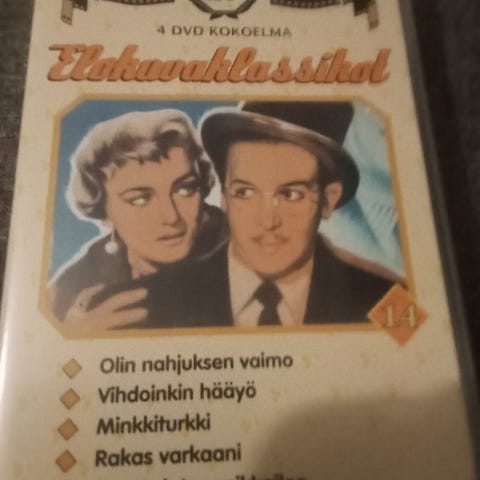 4 DVD KOKOELMA
Elokuvaklassikot
14
Olin nahjuksen vaimo
Vihdoinkin hääyö
Minkkiturkki
Rakas varkaani